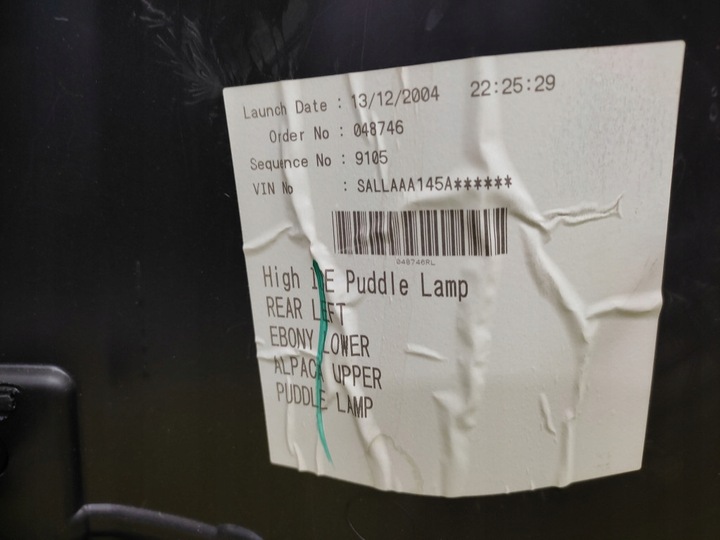 Launch Date : 13/12/2004 22:25:29
Order No : 048746
Sequence No : 9105
VIN No : SALLAAA145A******
048746RL
High Puddle Lamp
REAR LEFT
EBONY LOWER
ALPACA UPPER
PUDDLE LAMP